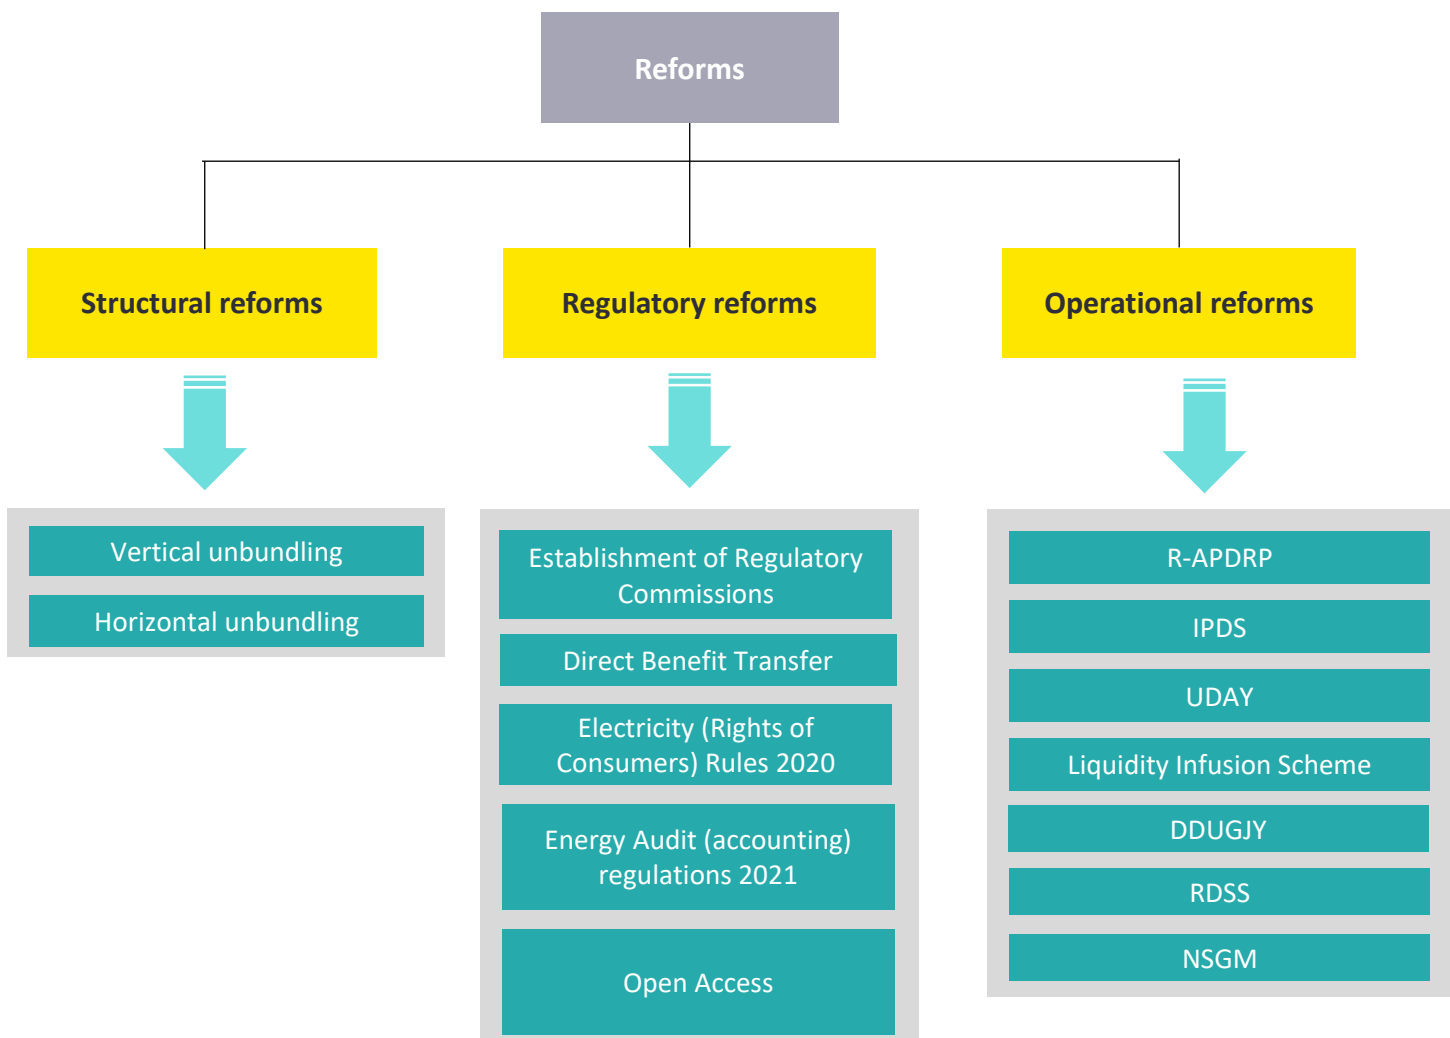 Reforms
Structural reforms
Regulatory reforms
Operational reforms
Vertical unbundling
Horizontal unbundling
Establishment of Regulatory
Commissions
Direct Benefit Transfer
Electricity (Rights of
Consumers) Rules 2020
Energy Audit (accounting)
regulations 2021
Open Access
R-APDRP
IPDS
UDAY
Liquidity Infusion Scheme
DDUGJY
RDSS
NSGM